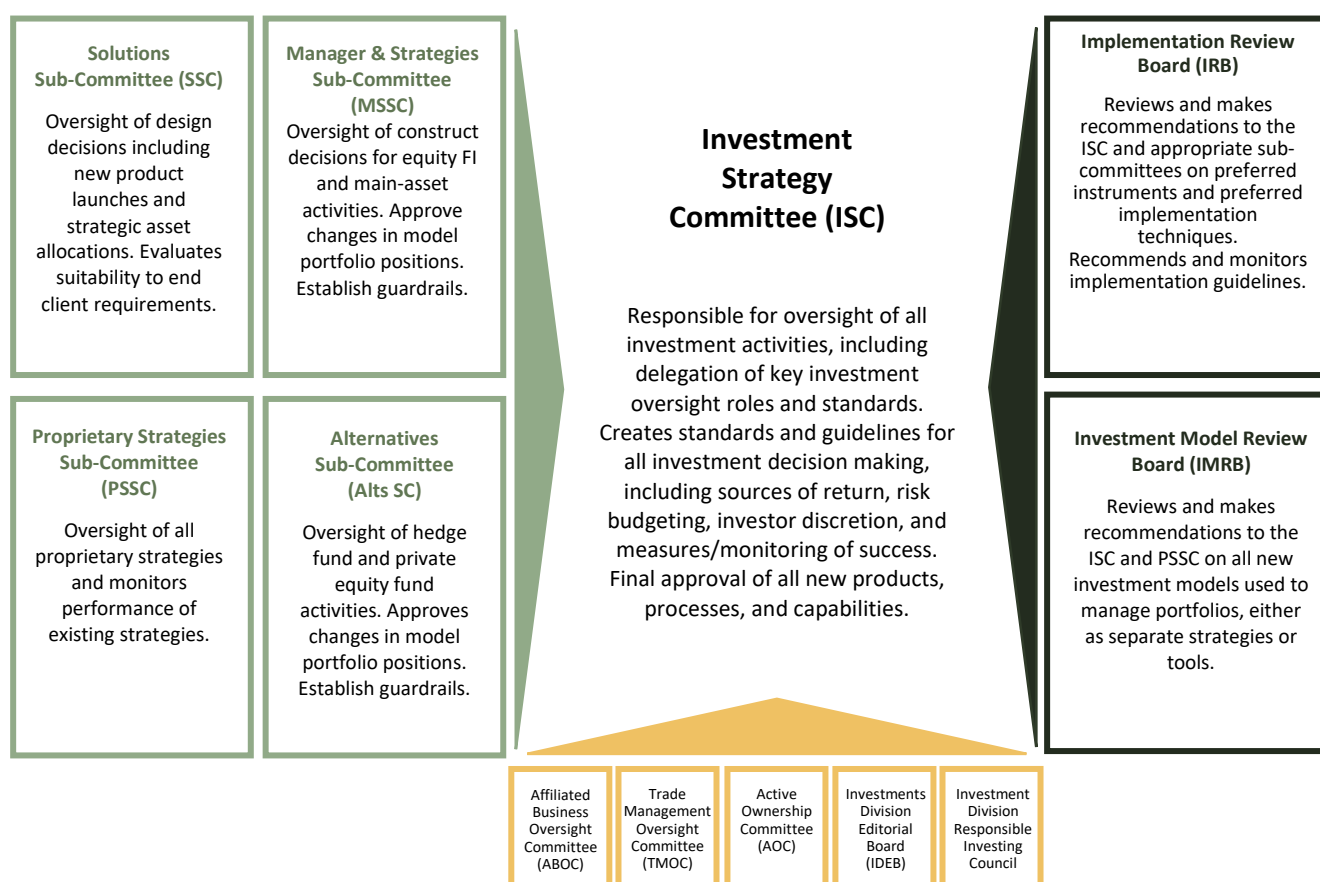 Solutions
Sub-Committee (SSC)
Oversight of design
decisions including
new product
launches and
strategic asset
allocations. Evaluates
suitability to end
client requirements.
Manager & Strategies
Sub-Committee
(MSSC)
Oversight of construct
decisions for equity FI
and main-asset
activities. Approve
changes in model
portfolio positions.
Establish guardrails.
Proprietary Strategies
Sub-Committee
(PSSC)
Oversight of all
proprietary strategies
and monitors
performance of
existing strategies.
Alternatives
Sub-Committee
(Alts SC)
Oversight of hedge
fund and private
equity fund
activities. Approves
changes in model
portfolio positions.
Establish guardrails.
Investment
Strategy
Committee (ISC)
Responsible for oversight of all
investment activities, including
delegation of key investment
oversight roles and standards.
Creates standards and guidelines for
all investment decision making,
including sources of return, risk
budgeting, investor discretion, and
measures/monitoring of success.
Final approval of all new products,
processes, and capabilities.
Implementation Review
Board (IRB)
Reviews and makes
recommendations to the
ISC and appropriate sub-
committees on preferred
instruments and preferred
implementation
techniques.
Recommends and monitors
implementation guidelines.
Investment Model Review
Board (IMRB)
Reviews and makes
recommendations to the
ISC and PSSC on all new
investment models used to
manage portfolios, either
as separate strategies or
tools.
Affiliated
Business
Oversight
Committee
(ABOC)
Trade
Management
Oversight
Committee
(TMOC)
Active
Ownership
Committee
(AOC)
Investments
Division
Editorial
Board
(IDEB)
Investment
Division
Responsible
Investing
Council